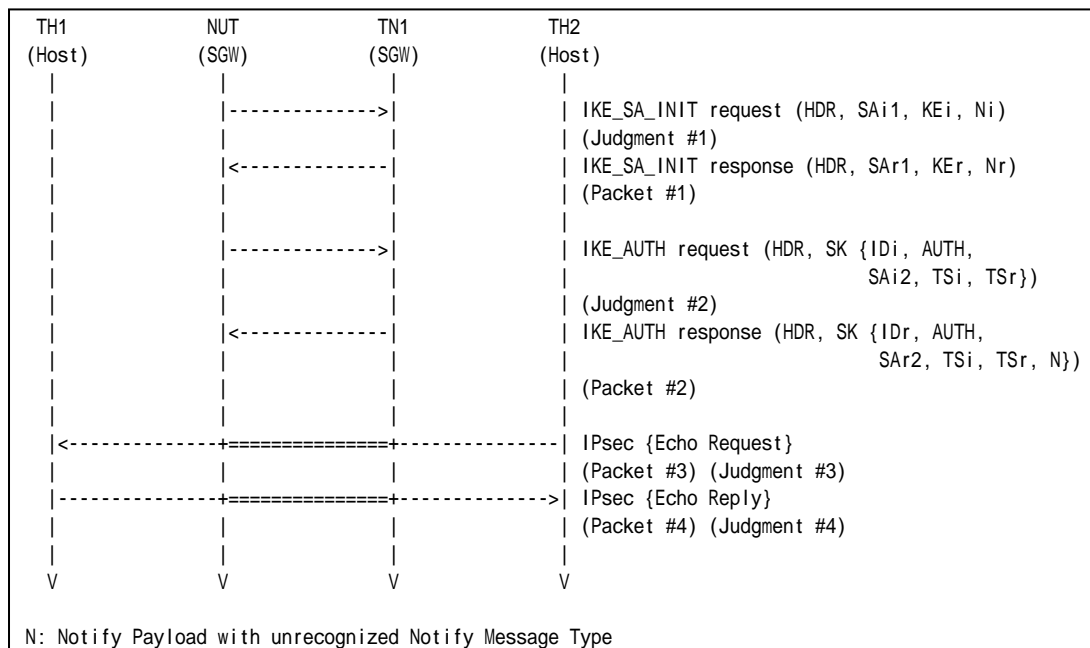 TH1 NUT TN1 TH2
(Host) (SGW) (SGW) (Host)
| | | |
| |-------------->| | IKE_SA_INIT request (HDR, SAi1, KEi, Ni)
| | | | (Judgment #1)
| |<--------------| | IKE_SA_INIT response (HDR, SAr1, KEr, Nr)
| | | | (Packet #1)
| | | |
| |-------------->| | IKE_AUTH request (HDR, SK {IDi, AUTH,
| | | | SAi2, TSi, TSr})
| | | | (Judgment #2)
| |<--------------| | IKE_AUTH response (HDR, SK {IDr, AUTH,
| | | | SAr2, TSi, TSr, N})
| | | | (Packet #2)
| | | |
|<--------------+===============+--------------| IPsec {Echo Request}
| | | | (Packet #3) (Judgment #3)
|---------------+===============+------------->| IPsec {Echo Reply}
| | | | (Packet #4) (Judgment #4)
| | | |
V V V V
N: Notify Payload with unrecognized Notify Message Type